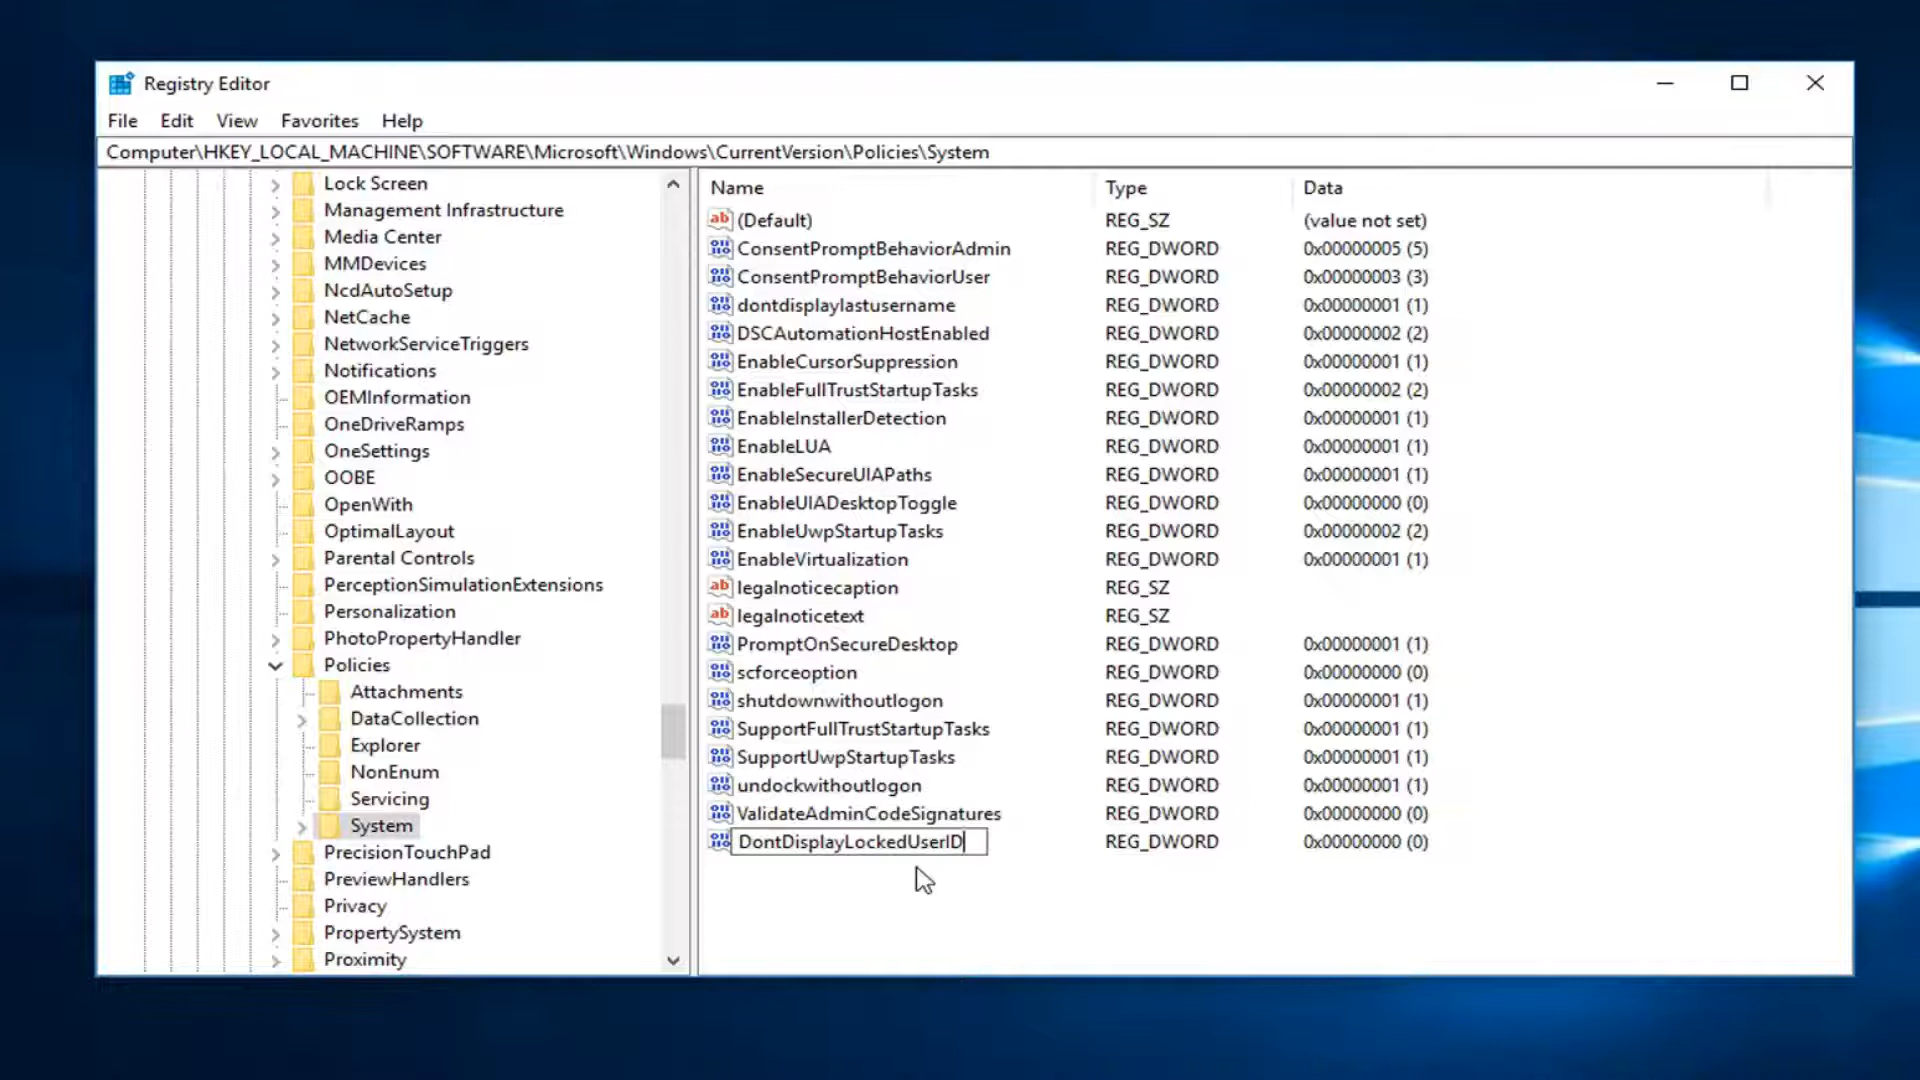 Registry Editor
File Edit View Favorites Help
Computer\HKEY_LOCAL_MACHINE\SOFTWARE\Microsoft\Windows\CurrentVersion\Policies\System
Lock Screen
Management Infrastructure
Media Center
MMDevices
NcdAutoSetup
NetCache
NetworkServiceTriggers
Notifications
OEMInformation
OneDriveRamps
OneSettings
OOBE
OpenWith
OptimalLayout
Parental Controls
PerceptionSimulationExtensions
Personalization
PhotoPropertyHandler
Policies
Attachments
DataCollection
Explorer
NonEnum
Servicing
System
PrecisionTouchPad
PreviewHandlers
Privacy
PropertySystem
Proximity
Name Type Data
(Default) REG_SZ (value not set)
ConsentPromptBehaviorAdmin REG_DWORD 0x00000005 (5)
ConsentPromptBehaviorUser REG_DWORD 0x00000003 (3)
dontdisplaylastusername REG_DWORD 0x00000001 (1)
DSCAutomationHostEnabled REG_DWORD 0x00000002 (2)
EnableCursorSuppression REG_DWORD 0x00000001 (1)
EnableFullTrustStartupTasks REG_DWORD 0x00000002 (2)
EnableInstallerDetection REG_DWORD 0x00000001 (1)
EnableLUA REG_DWORD 0x00000001 (1)
EnableSecureUIAPaths REG_DWORD 0x00000001 (1)
EnableUIADesktopToggle REG_DWORD 0x00000000 (0)
EnableUwpStartupTasks REG_DWORD 0x00000002 (2)
EnableVirtualization REG_DWORD 0x00000001 (1)
legalnoticecaption REG_SZ
legalnoticetext REG_SZ
PromptOnSecureDesktop REG_DWORD 0x00000001 (1)
scforceoption REG_DWORD 0x00000000 (0)
shutdownwithoutlogon REG_DWORD 0x00000001 (1)
SupportFullTrustStartupTasks REG_DWORD 0x00000001 (1)
SupportUwpStartupTasks REG_DWORD 0x00000001 (1)
undockwithoutlogon REG_DWORD 0x00000001 (1)
ValidateAdminCodeSignatures REG_DWORD 0x00000000 (0)
DontDisplayLockedUserID REG_DWORD 0x00000000 (0)